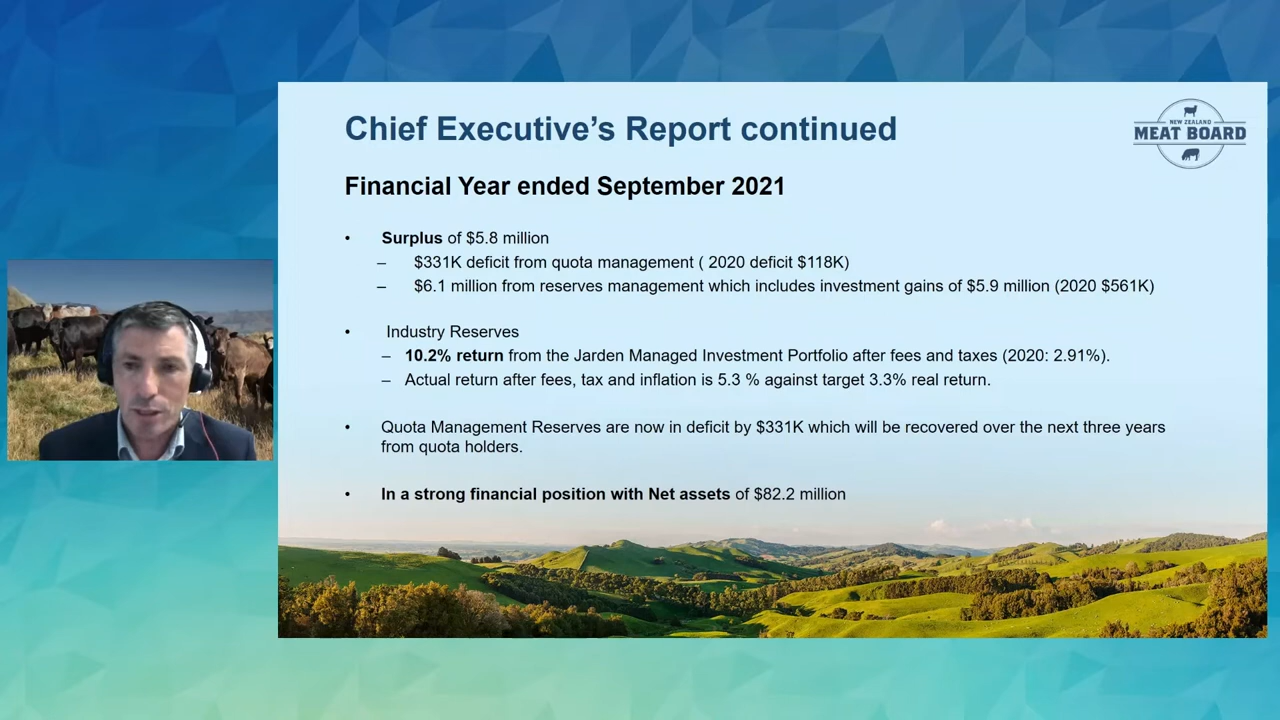 Chief Executive's Report continued
NEW ZEALAND
MEAT BOARD
Financial Year ended September 2021
• Surplus of $5.8 million
– $331K deficit from quota management ( 2020 deficit $118K)
– $6.1 million from reserves management which includes investment gains of $5.9 million (2020 $561K)
• Industry Reserves
– 10.2% return from the Jarden Managed Investment Portfolio after fees and taxes (2020: 2.91%).
– Actual return after fees, tax and inflation is 5.3 % against target 3.3% real return.
• Quota Management Reserves are now in deficit by $331K which will be recovered over the next three years
from quota holders.
• In a strong financial position with Net assets of $82.2 million